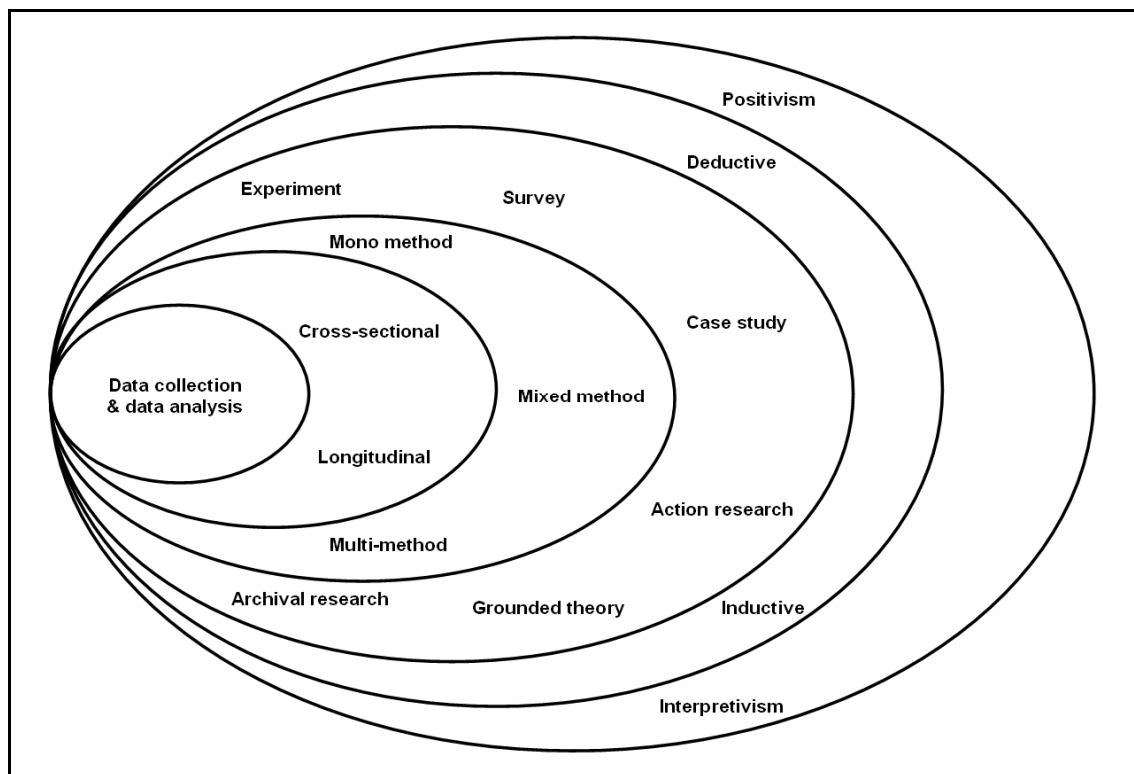 Positivism
Deductive
Experiment
Survey
Mono method
Case study
Cross-sectional
Data collection
& data analysis
Mixed method
Longitudinal
Action research
Multi-method
Archival research
Grounded theory
Inductive
Interpretivism